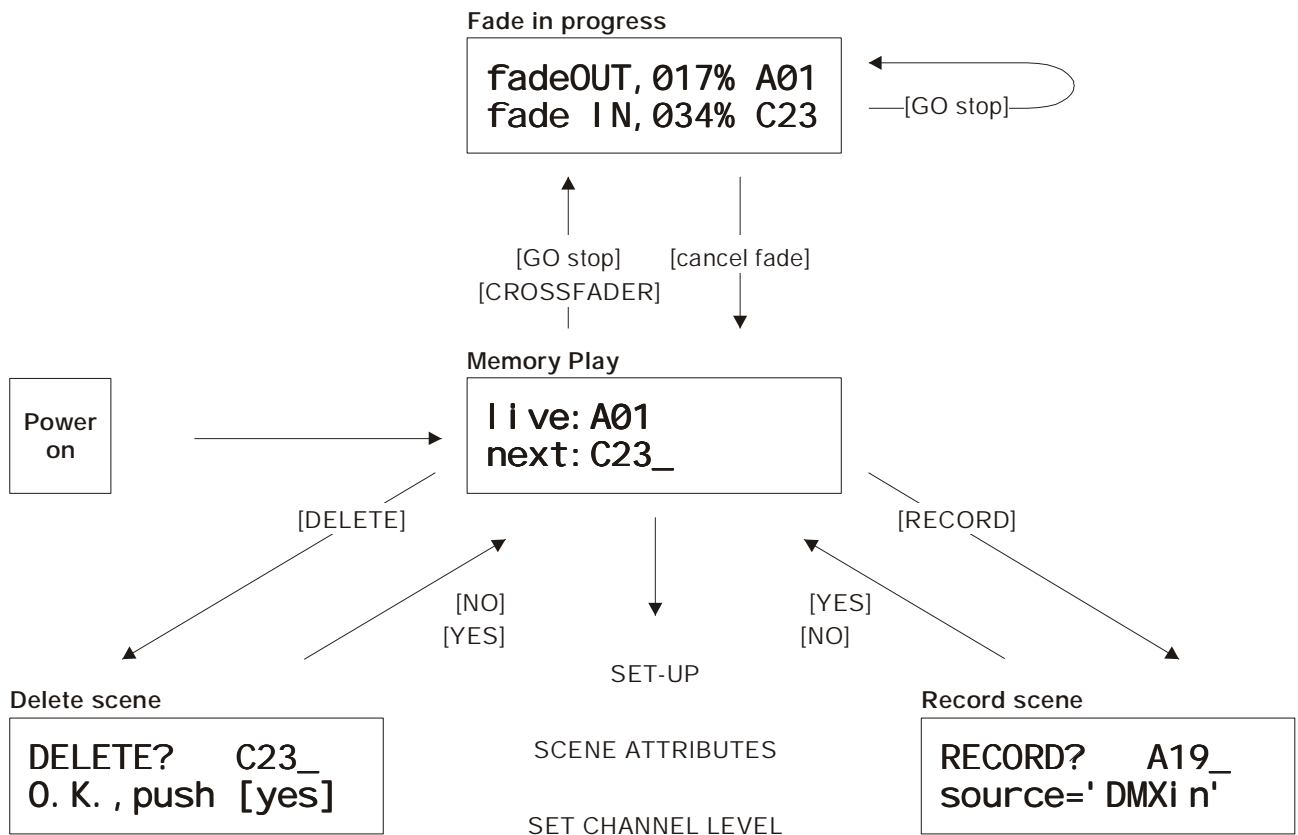 Fade in progress
fadeOUT,017% A01
fade IN,034% C23
[GO stop]
[GO stop]
[CROSSFADER]
[cancel fade]
Memory Play
live:A01
next:C23_
Power
on
[DELETE]
[RECORD]
[NO]
[YES]
[YES]
[NO]
SET-UP
SCENE ATTRIBUTES
SET CHANNEL LEVEL
Delete scene
DELETE? C23_
O.K.,push [yes]
Record scene
RECORD? A19_
source='DMXin'